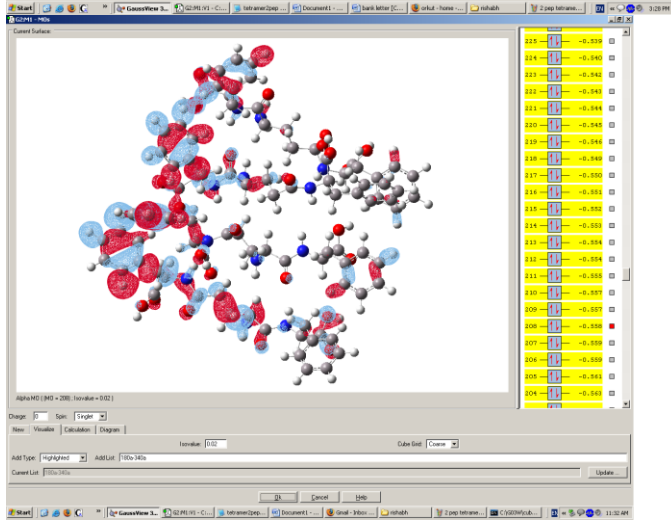 Start
GaussView 3...
G2:M1:V1 - C:...
tetramer2pep ...
Document1 - ...
bank letter [C...
orkut - home - ...
rishabh
2 pep tetrame...
EN
3:28 PM
G2:M1 - MOs
Current Surface:
225 -0.539
224 -0.540
223 -0.542
222 -0.543
221 -0.544
220 -0.545
219 -0.546
218 -0.549
217 -0.550
216 -0.551
215 -0.552
214 -0.553
213 -0.554
212 -0.554
211 -0.555
210 -0.557
209 -0.557
208 -0.558
207 -0.559
206 -0.559
205 -0.561
204 -0.563
Alpha MO ( |MO = 208|, Isovalue = 0.02 )
Charge: 0 Spin: Singlet
New Visualize Calculation Diagram
Isovalue: 0.02 Cube Grid: Coarse
Add Type: Highlighted Add List: 180a-340a
Current List: 180a-340a Update...
Ok Cancel Help
Start
GaussView 3...
G2:M1:V1 - C:...
tetramer2pep...
Document1 - ...
Gmail - Inbox ...
rishabh
2 pep tetrame...
C:\G03W\cub...
EN
11:32 AM